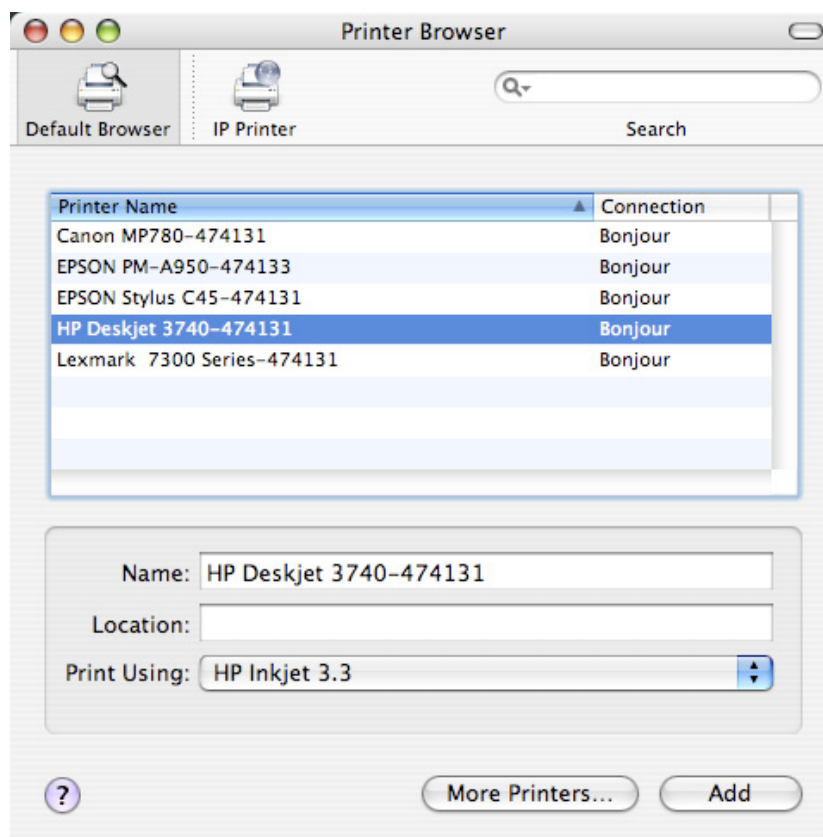 Printer Browser
Default Browser
IP Printer
Search
Printer Name Connection
Canon MP780-474131 Bonjour
EPSON PM-A950-474133 Bonjour
EPSON Stylus C45-474131 Bonjour
HP Deskjet 3740-474131 Bonjour
Lexmark 7300 Series-474131 Bonjour
Name: HP Deskjet 3740-474131
Location:
Print Using: HP Inkjet 3.3
? More Printers... Add